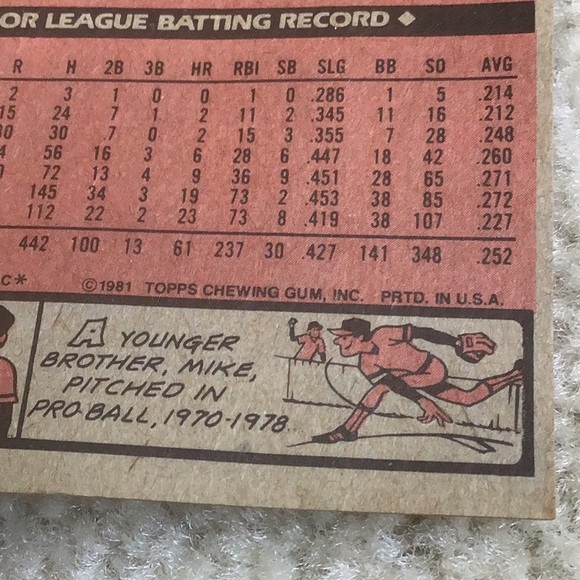 OR LEAGUE BATTING RECORD ◆
R H 2B 3B HR RBI SB SLG BB SO AVG
2 3 1 0 0 1 0 .286 1 5 .214
15 24 7 1 2 11 2 .345 11 16 .212
30 30 .7 0 2 15 3 .355 7 28 .248
4 56 16 3 6 28 6 .447 18 42 .260
72 13 4 9 36 9 .451 28 65 .271
145 34 3 19 73 2 .453 38 85 .272
112 22 2 23 73 8 .419 38 107 .227
442 100 13 61 237 30 .427 141 348 .252
C* ©1981 TOPPS CHEWING GUM, INC. PRTD. IN U.S.A.
A YOUNGER
BROTHER, MIKE,
PITCHED IN
PRO BALL, 1970-1978